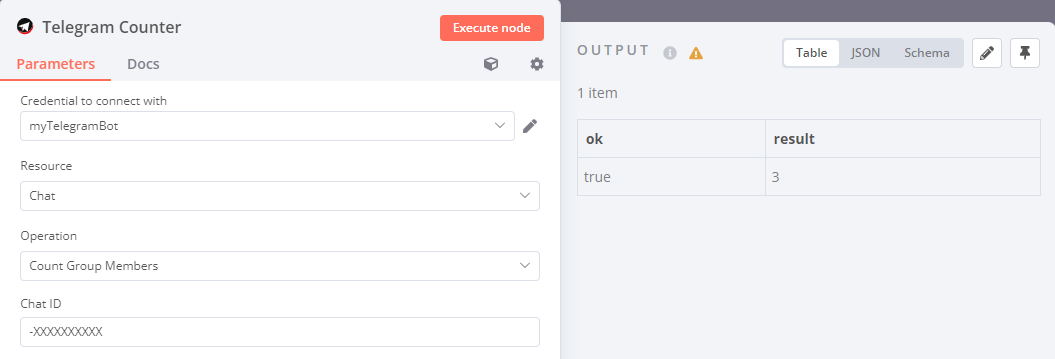 Telegram Counter
Execute node
Parameters
Docs
Credential to connect with
myTelegramBot
Resource
Chat
Operation
Count Group Members
Chat ID
-XXXXXXXXXX
OUTPUT
Table
JSON
Schema
1 item
ok
result
true
3